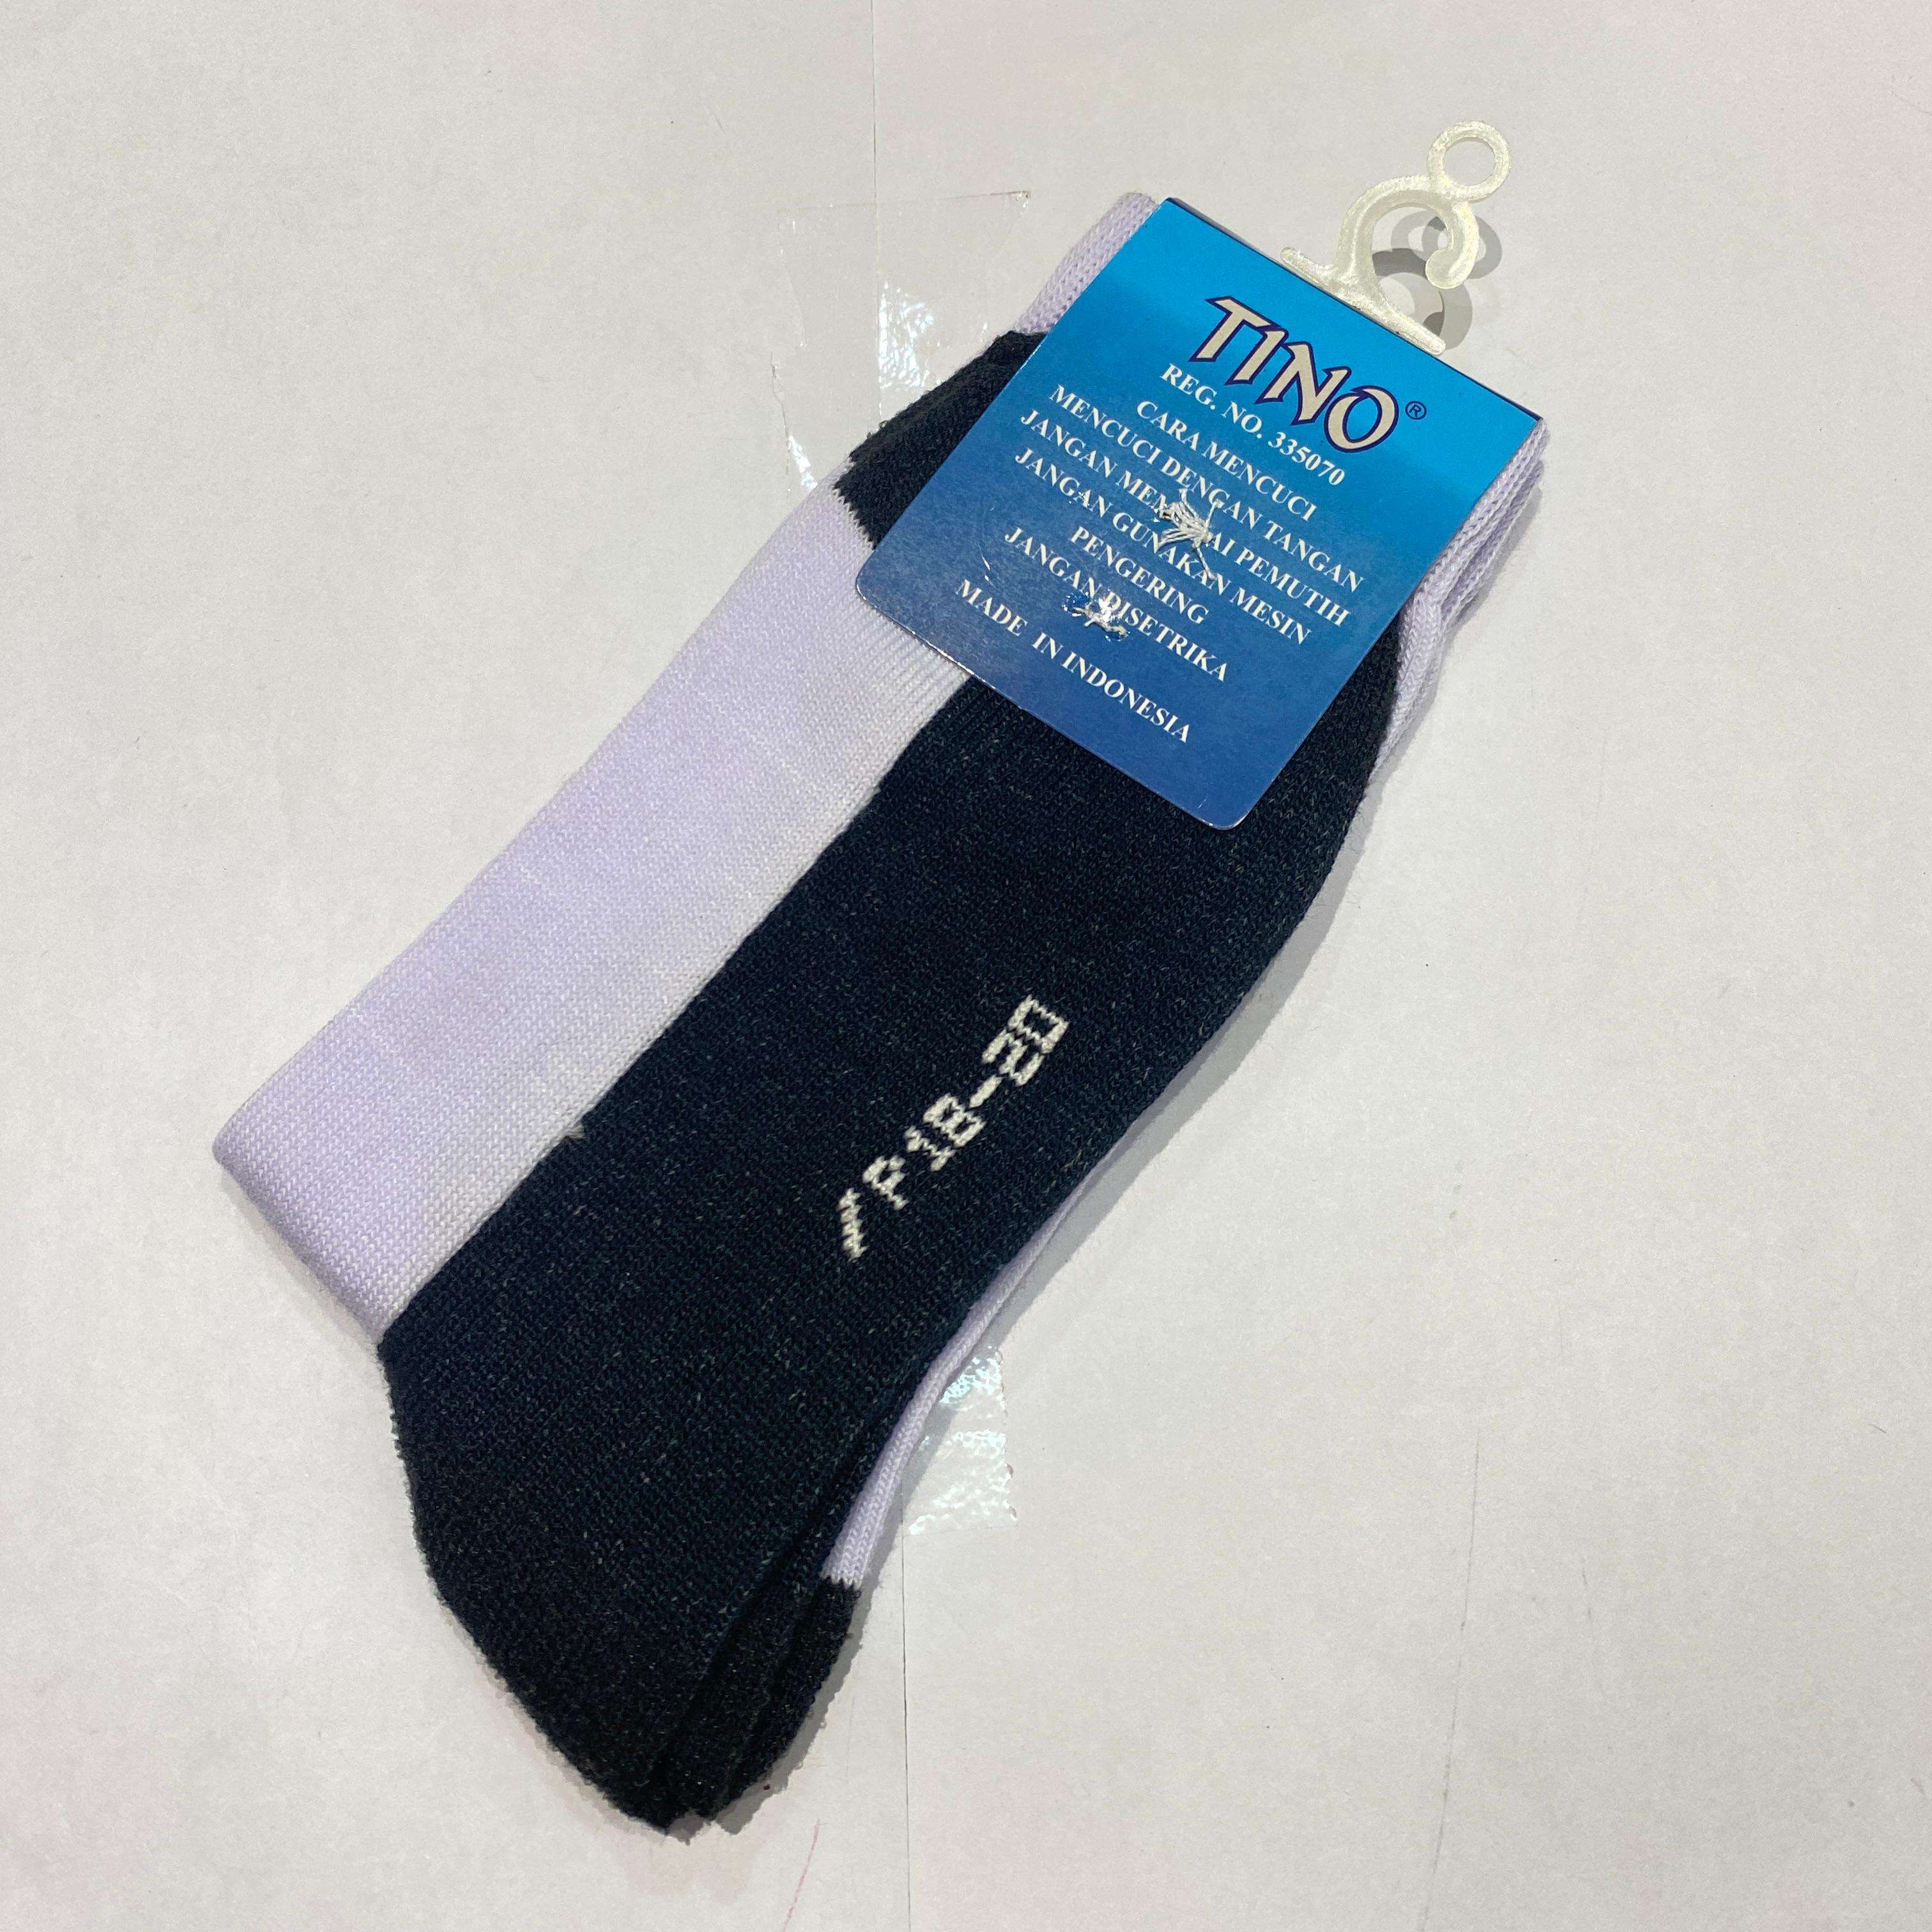 TINO®
REG. NO. 335070
CARA MENCUCI
MENCUCI DENGAN TANGAN
JANGAN MEMAKAI PEMUTIH
JANGAN GUNAKAN MESIN
PENGERING
JANGAN DISETRIKA
MADE IN INDONESIA
/P18-20